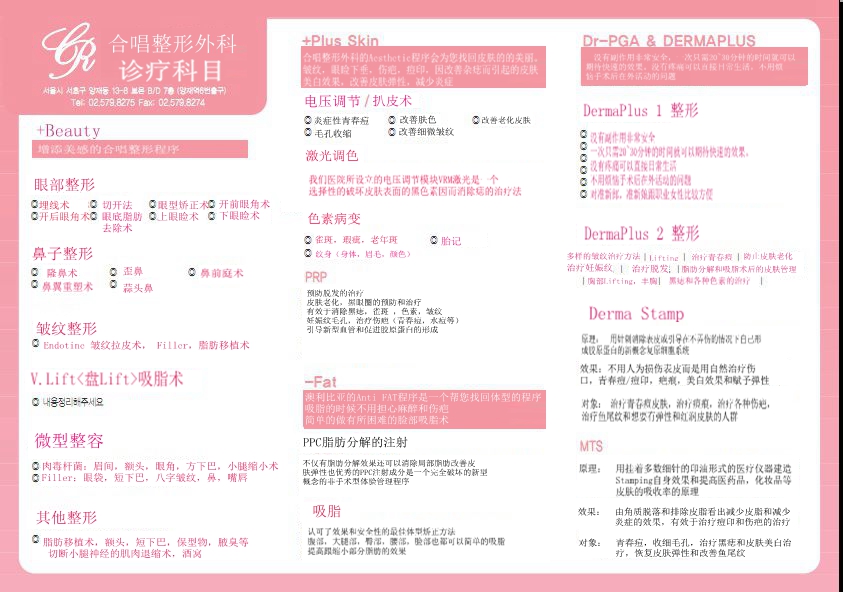 CR 合唱整形外科
诊疗科目
서울시 서초구 양재동 13-8 보몬 B/D 7층 (양재역8번출구)
Tel: 02.579.8275 Fax: 02.579.8274
+Beauty
增添美感的合唱整形程序
眼部整形
埋线术 切开法 眼型矫正术 开前眼角术
开后眼角术 眼底脂肪去除术 上眼睑术 下眼睑术
鼻子整形
隆鼻术 歪鼻 鼻前庭术
鼻翼重塑术 蒜头鼻
皱纹整形
Endotine 皱纹拉皮术, Filler, 脂肪移植术
V.Lift<盘Lift>吸脂术
내용정리해주세요
微型整容
肉毒杆菌: 眉间, 额头, 眼角, 方下巴, 小腿缩小术
Filler: 眼袋, 短下巴, 八字皱纹, 鼻, 嘴唇
其他整形
脂肪移植术, 额头, 短下巴, 保型物, 腋臭等
切断小腿神经的肌肉退缩术, 酒窝
+Plus Skin
合唱整形外科的Aesthetic程序会为您找回皮肤的的美丽。
皱纹, 眼睑下垂, 伤疤, 痘印, 因改善杂痣而引起的皮肤
美白效果, 改善皮肤弹性, 减少炎症
电压调节/扒皮术
炎症性青春痘 改善肤色 改善老化皮肤
毛孔收缩 改善细微皱纹
激光调色
我们医院所设立的电压调节模块VRM激光是一个
选择性的破坏皮肤表面的黑色素因而消除痣的治疗法
色素病变
雀斑, 瑕疵, 老年斑 胎记
纹身（身体, 眉毛, 颜色）
PRP
预防脱发的治疗
皮肤老化, 黑眼圈的预防和治疗
有效于消除黑痣, 雀斑 , 色素, 皱纹
妊娠纹毛孔, 治疗伤疤（青春痘, 水痘等）
引导新型血管和促进胶原蛋白的形成
-Fat
澳利比亚的Anti FAT程序是一个帮您找回体型的程序
吸脂的时候不用担心麻醉和伤疤
简单的做有所困难的脸部吸脂术
PPC脂肪分解的注射
不仅有脂肪分解效果还可以消除局部脂肪改善皮
肤弹性也优秀的PPC注射成分是一个完全破坏的新型
概念的非手术型体验管理程序
吸脂
认可了效果和安全性的最佳体型矫正方法
腹部, 大腿部, 臀部, 腰部, 脸部也都可以简单的吸脂
提高跟缩小部分脂肪的效果
Dr-PGA & DERMAPLUS
没有副作用非常安全, 一次只需20~30分钟的时间就可以
期待快速的效果, 没有疼痛可以直接日常生活, 不用烦
恼手术后在外活动的问题
DermaPlus 1 整形
没有副作用非常安全
一次只需20~30分钟的时间就可以期待快速的效果,
没有疼痛可以直接日常生活
不用烦恼手术后在外活动的问题
对准新郎, 准新娘跟职业女性比较方便
DermaPlus 2 整形
多样的皱纹治疗方法 | Lifting | 治疗青春痘 | 防止皮肤老化
治疗妊娠纹 | 治疗脱发 |脂肪分解和吸脂术后的皮肤管理
|胸部Lifting, 丰胸| 黑痣和各种色素的治疗 |
Derma Stamp
原理: 用针刺消除表皮或引导在不弄伤的情况下自己形
成胶原蛋白的新概念复原细胞系统
效果: 不用人为损伤表皮而是用自然治疗伤
口, 青春痘/痘印, 疤痕, 美白效果和赋予弹性
对象: 治疗青春痘皮肤, 治疗痘痕, 治疗各种伤疤,
治疗鱼尾纹和想要有弹性和红润皮肤的人群
MTS
原理: 用挂着多数细针的印油形式的医疗仪器建造
Stamping自身效果和提高医药品, 化妆品等
皮肤的吸收率的原理
效果: 由角质脱落和排除皮脂看出减少皮脂和减少
炎症的效果, 有效于治疗痘印和伤疤的治疗
对象: 青春痘, 收细毛孔, 治疗黑痣和皮肤美白治
疗, 恢复皮肤弹性和改善鱼尾纹